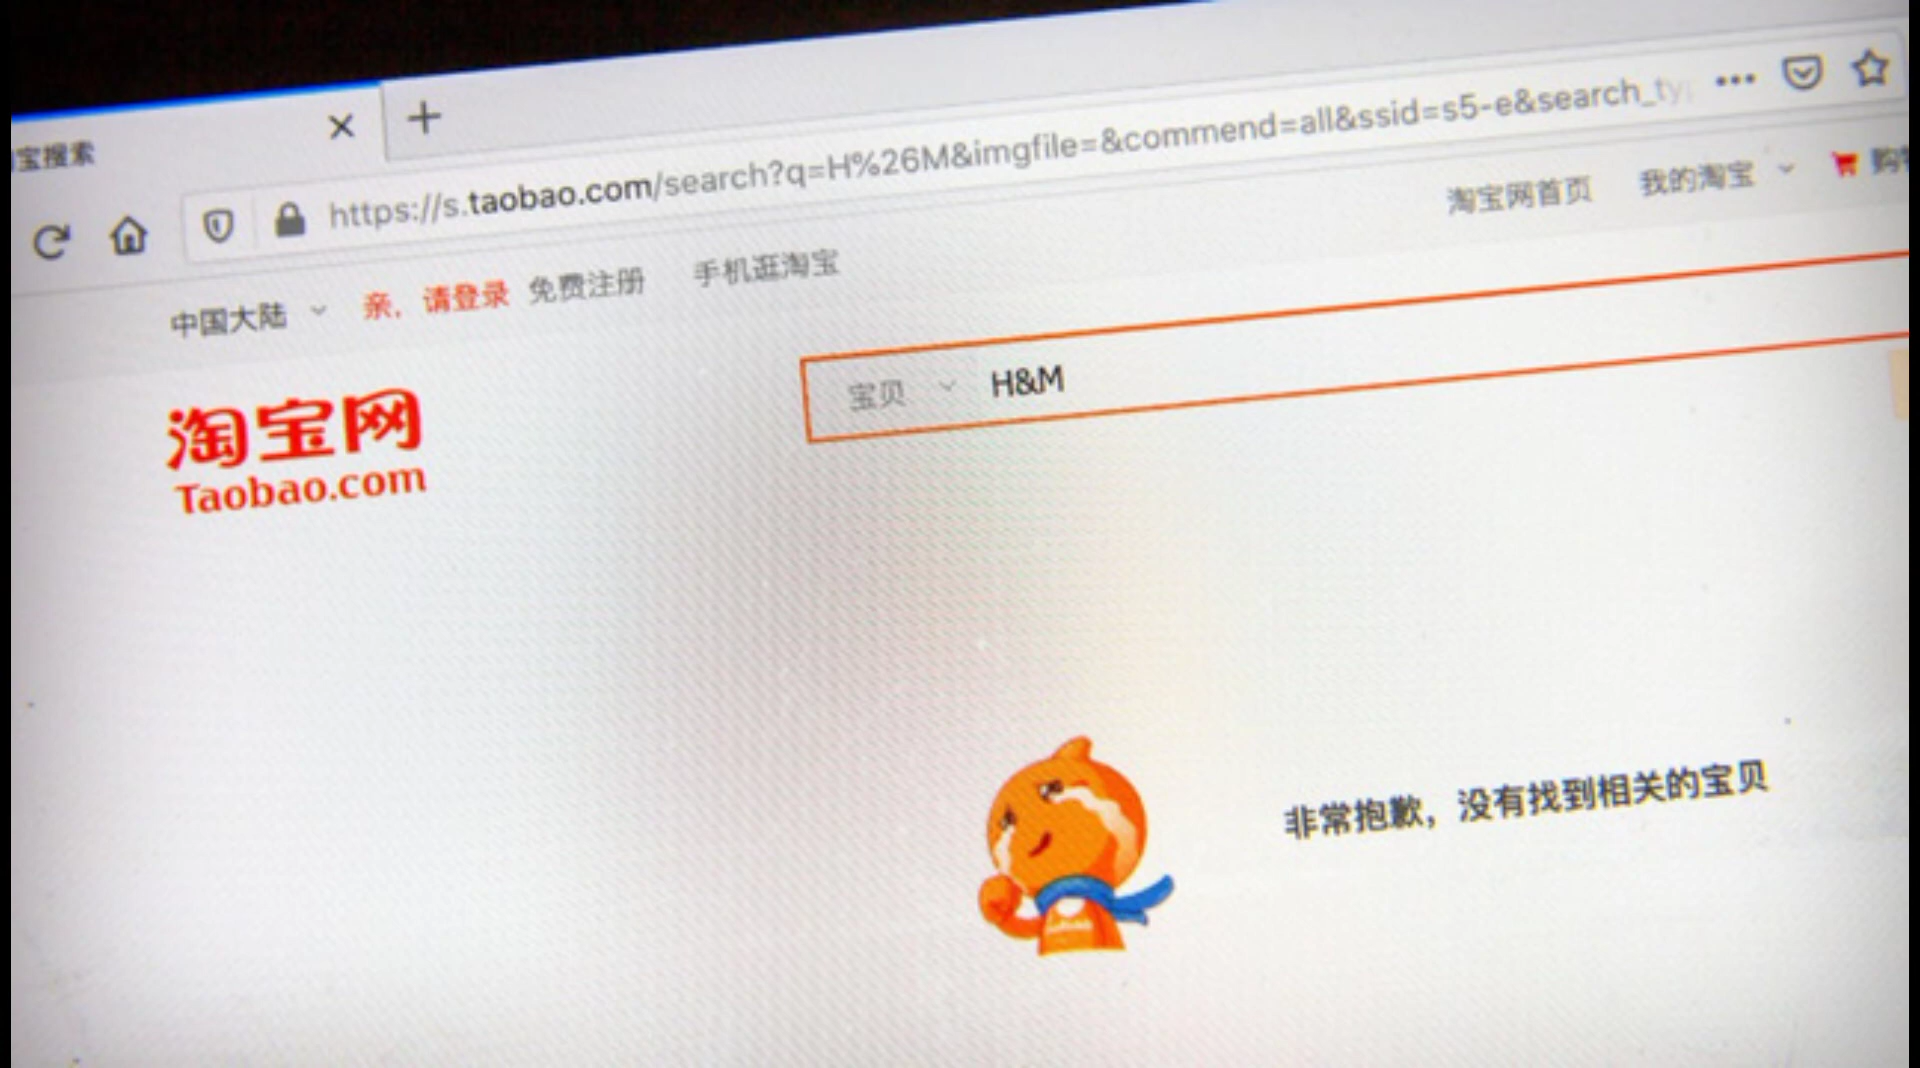 宝搜索
https://s.taobao.com/search?q=H%26M&imgfile=&commend=all&ssid=s5-e&search_ty
中国大陆 亲，请登录 免费注册 手机逛淘宝 淘宝网首页 我的淘宝 购
淘宝网
Taobao.com
宝贝 H&M
非常抱歉，没有找到相关的宝贝